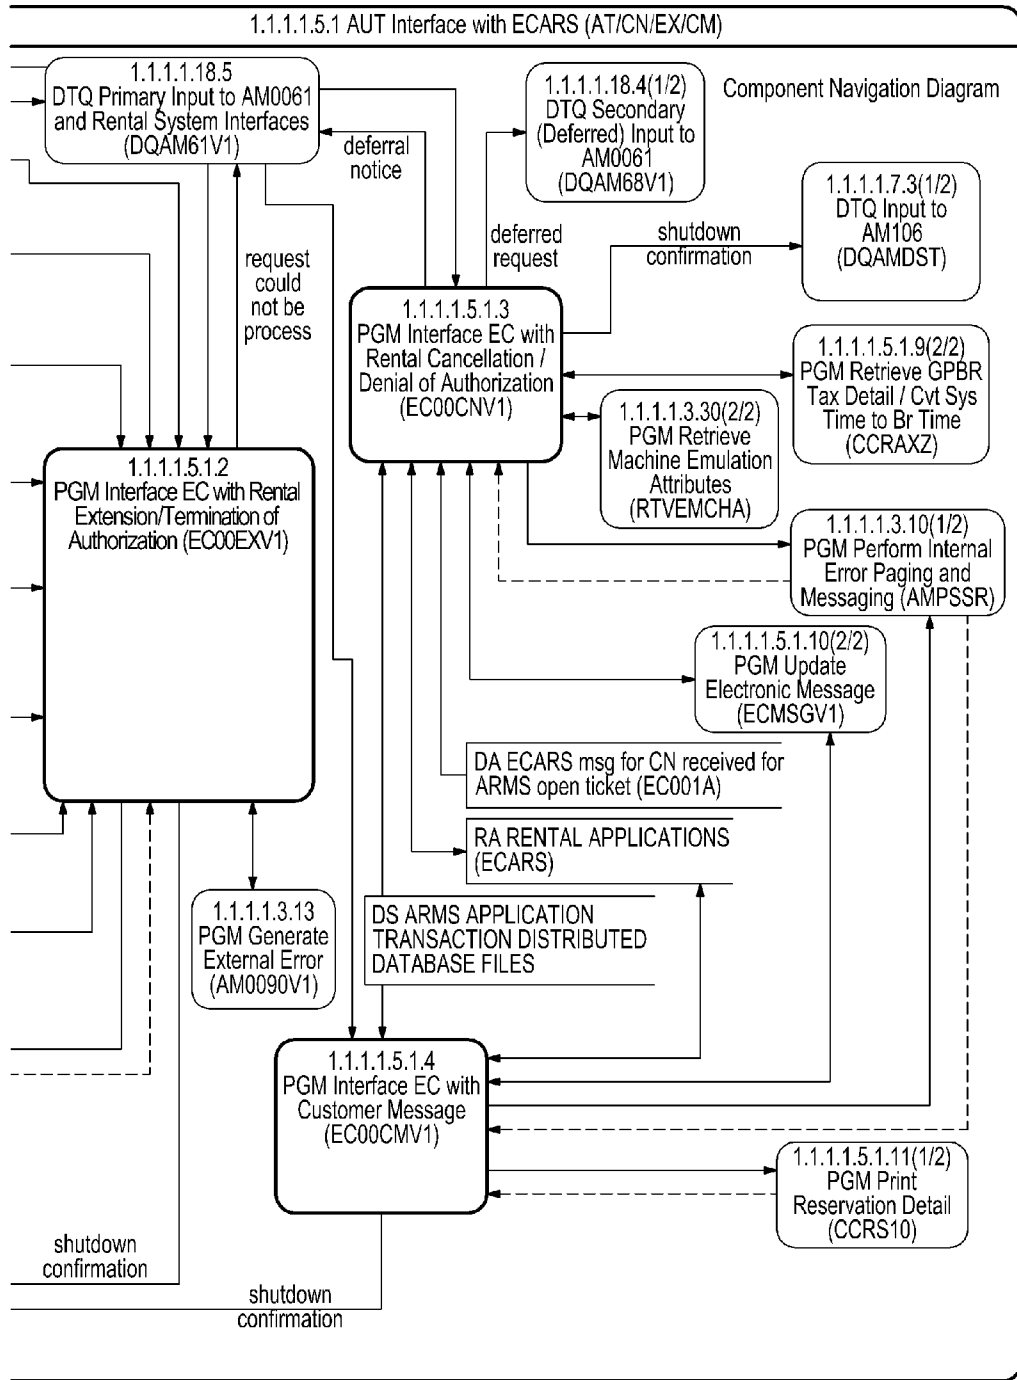 1.1.1.1.5.1 AUT Interface with ECARS (AT/CN/EX/CM)
Component Navigation Diagram
1.1.1.1.18.5
DTQ Primary Input to AM0061
and Rental System Interfaces
(DQAM61V1)
deferral
notice
1.1.1.1.18.4(1/2)
DTQ Secondary
(Deferred) Input to
AM0061
(DQAM68V1)
1.1.1.1.7.3(1/2)
DTQ Input to
AM106
(DQAMDST)
request
could
not be
process
deferred
request
shutdown
confirmation
1.1.1.1.5.1.3
PGM Interface EC with
Rental Cancellation /
Denial of Authorization
(EC00CNV1)
1.1.1.1.5.1.9(2/2)
PGM Retrieve GPBR
Tax Detail / Cvt Sys
Time to Br Time
(CCRAXZ)
1.1.1.1.3.30(2/2)
PGM Retrieve
Machine Emulation
Attributes
(RTVEMCHA)
1.1.1.1.5.1.2
PGM Interface EC with Rental
Extension/Termination of
Authorization (EC00EXV1)
1.1.1.1.3.10(1/2)
PGM Perform Internal
Error Paging and
Messaging (AMPSSR)
1.1.1.1.5.1.10(2/2)
PGM Update
Electronic Message
(ECMSGV1)
DA ECARS msg for CN received for
ARMS open ticket (EC001A)
RA RENTAL APPLICATIONS
(ECARS)
DS ARMS APPLICATION
TRANSACTION DISTRIBUTED
DATABASE FILES
1.1.1.1.3.13
PGM Generate
External Error
(AM0090V1)
1.1.1.1.5.1.4
PGM Interface EC with
Customer Message
(EC00CMV1)
1.1.1.1.5.1.11(1/2)
PGM Print
Reservation Detail
(CCRS10)
shutdown
confirmation
shutdown
confirmation